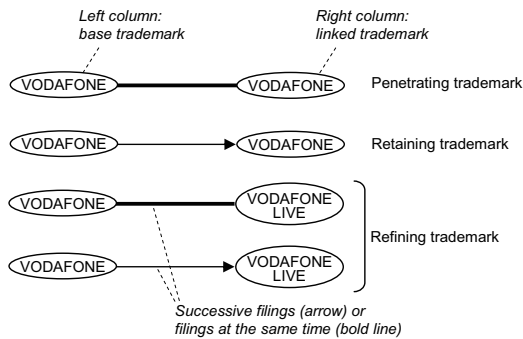 Left column:
base trademark
Right column:
linked trademark
VODAFONE
VODAFONE
Penetrating trademark
VODAFONE
VODAFONE
Retaining trademark
VODAFONE
VODAFONE
LIVE
Refining trademark
VODAFONE
VODAFONE
LIVE
Successive filings (arrow) or
filings at the same time (bold line)